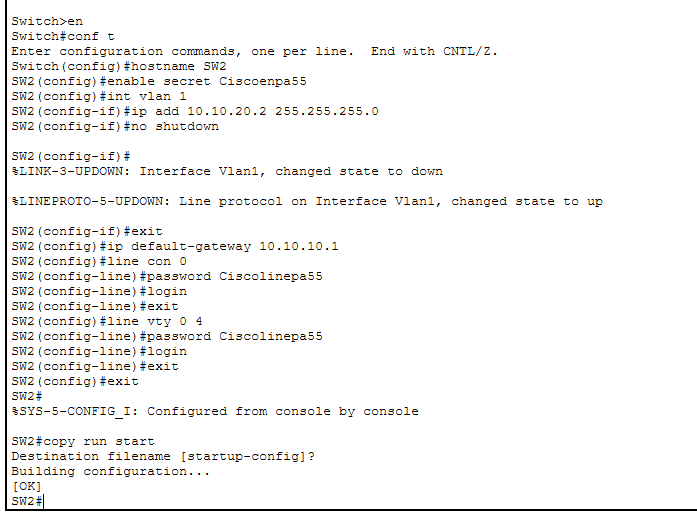 Switch>en
Switch#conf t
Enter configuration commands, one per line.  End with CNTL/Z.
Switch(config)#hostname SW2
SW2(config)#enable secret Ciscoenpa55
SW2(config)#int vlan 1
SW2(config-if)#ip add 10.10.20.2 255.255.255.0
SW2(config-if)#no shutdown
SW2(config-if)#
%LINK-3-UPDOWN: Interface Vlan1, changed state to down
%LINEPROTO-5-UPDOWN: Line protocol on Interface Vlan1, changed state to up
SW2(config-if)#exit
SW2(config)#ip default-gateway 10.10.10.1
SW2(config)#line con 0
SW2(config-line)#password Ciscolinepa55
SW2(config-line)#login
SW2(config-line)#exit
SW2(config)#line vty 0 4
SW2(config-line)#password Ciscolinepa55
SW2(config-line)#login
SW2(config-line)#exit
SW2(config)#exit
SW2#
%SYS-5-CONFIG_I: Configured from console by console
SW2#copy run start
Destination filename [startup-config]?
Building configuration...
[OK]
SW2#